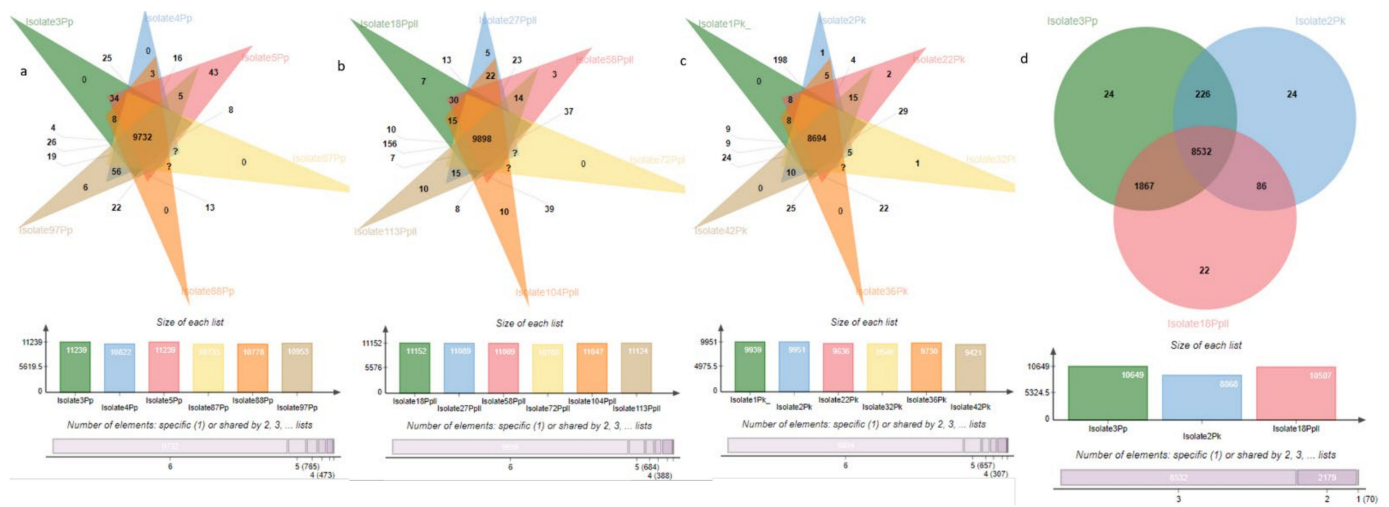 a
Isolate3Pp
Isolate4Pp
Isolate5Pp
Isolate97Pp
Isolate88Pp
25
0
16
43
3
0
34
5
8
8
4
26
19
9732
?
?
0
56
6
22
0
13
Size of each list
11239
5619.5
0
11239
10822
11239
10953
Isolate3Pp
Isolate4Pp
Isolate5Pp
Isolate87Pp
Isolate88Pp
Isolate97Pp
Number of elements: specific (1) or shared by 2, 3, ... lists
6
5 (765)
4 (473)
b
Isolate18PpII
Isolate27PpII
Isolate58PpII
Isolate72PpII
Isolate113PpII
Isolate104PpII
13
5
23
3
22
7
30
14
37
15
10
156
7
9898
?
?
0
15
10
8
10
39
Size of each list
11152
5576
0
11152
11089
11089
11047
11124
Isolate18PpII
Isolate27PpII
Isolate58PpII
Isolate72PpII
Isolate104PpII
Isolate113PpII
Number of elements: specific (1) or shared by 2, 3, ... lists
6
5 (684)
4 (388)
c
Isolate1Pk_
Isolate2Pk
Isolate22Pk
Isolate42Pk
Isolate36Pk
198
1
4
2
5
0
8
15
29
8
9
9
24
8694
5
?
1
10
0
25
0
22
Size of each list
9951
4975.5
0
9939
9951
9636
9730
9421
Isolate1Pk_
Isolate2Pk
Isolate22Pk
Isolate32Pk
Isolate36Pk
Isolate42Pk
Number of elements: specific (1) or shared by 2, 3, ... lists
6
5 (657)
4 (307)
d
Isolate3Pp
Isolate2Pk
24
226
24
8532
1867
86
22
Isolate18PpII
Size of each list
10649
5324.5
0
10649
8868
10507
Isolate3Pp
Isolate2Pk
Isolate18PpII
Number of elements: specific (1) or shared by 2, 3, ... lists
8532
2179
3
2
1 (70)